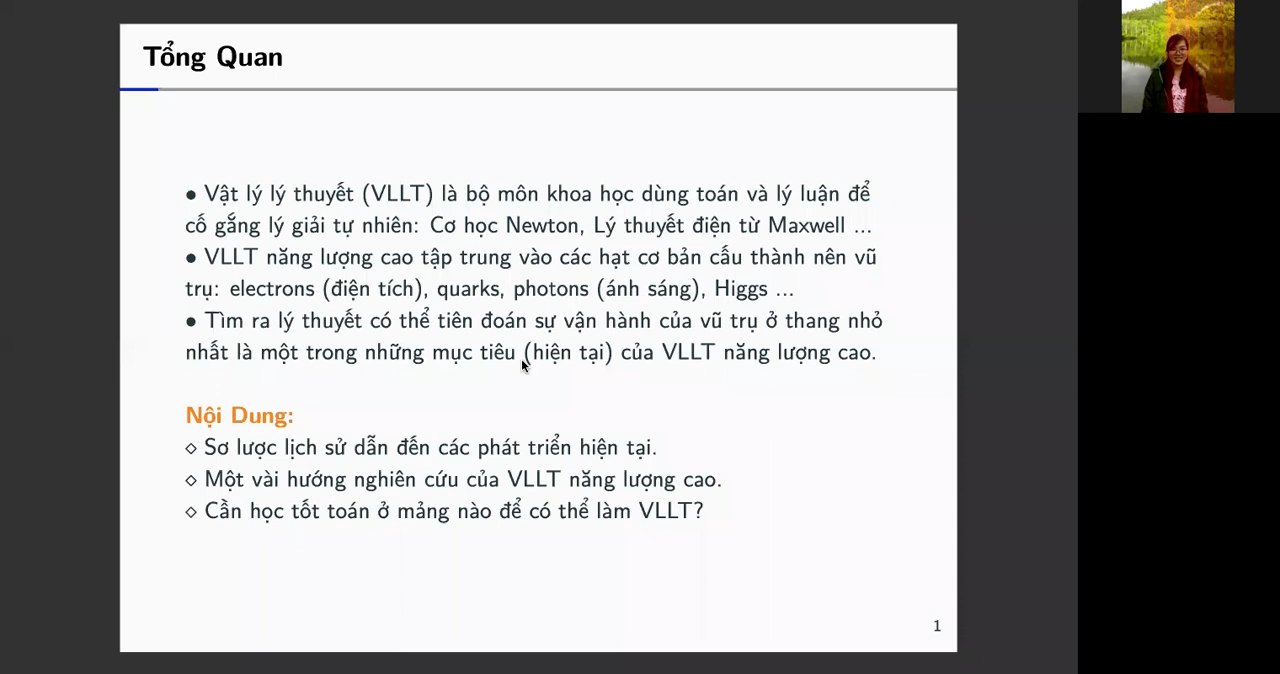 Tổng Quan
• Vật lý lý thuyết (VLLT) là bộ môn khoa học dùng toán và lý luận để
cố gắng lý giải tự nhiên: Cơ học Newton, Lý thuyết điện từ Maxwell ...
• VLLT năng lượng cao tập trung vào các hạt cơ bản cấu thành nên vũ
trụ: electrons (điện tích), quarks, photons (ánh sáng), Higgs ...
• Tìm ra lý thuyết có thể tiên đoán sự vận hành của vũ trụ ở thang nhỏ
nhất là một trong những mục tiêu (hiện tại) của VLLT năng lượng cao.
Nội Dung:
◇ Sơ lược lịch sử dẫn đến các phát triển hiện tại.
◇ Một vài hướng nghiên cứu của VLLT năng lượng cao.
◇ Cần học tốt toán ở mảng nào để có thể làm VLLT?
1